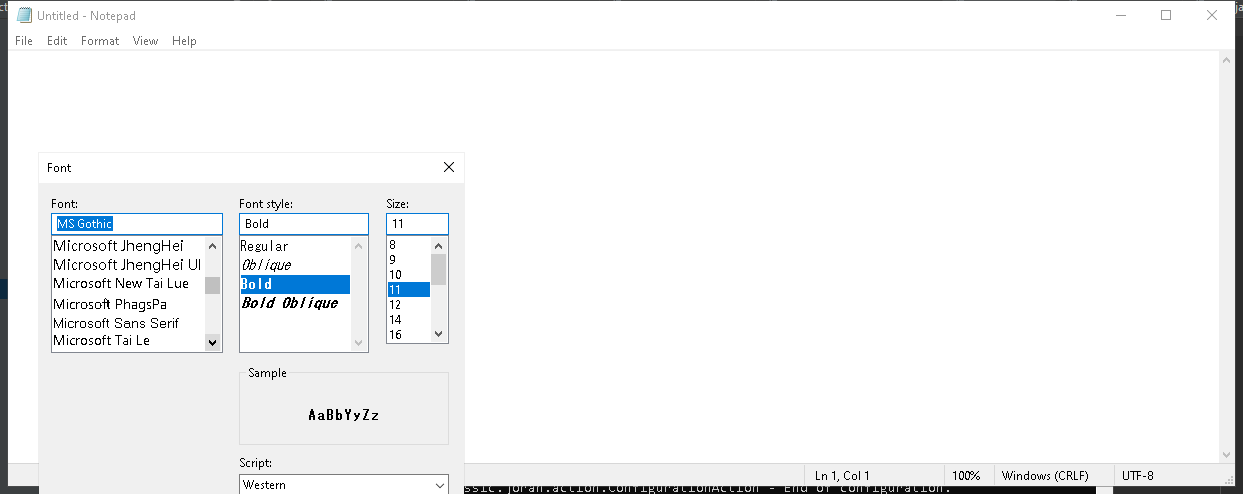 Untitled - Notepad
File Edit Format View Help
Font
Font: Font style: Size:
MS Gothic Bold 11
Microsoft JhengHei Regular 8
Microsoft JhengHei UI Oblique 9
Microsoft New Tai Lue Bold 10
Microsoft PhagsPa Bold Oblique 11
Microsoft Sans Serif 12
Microsoft Tai Le 14
16
Sample
AaBbYyZz
Script:
Western
Ln 1, Col 1 100% Windows (CRLF) UTF-8
ssic.joran.action.ConfigurationAction - End of configuration.